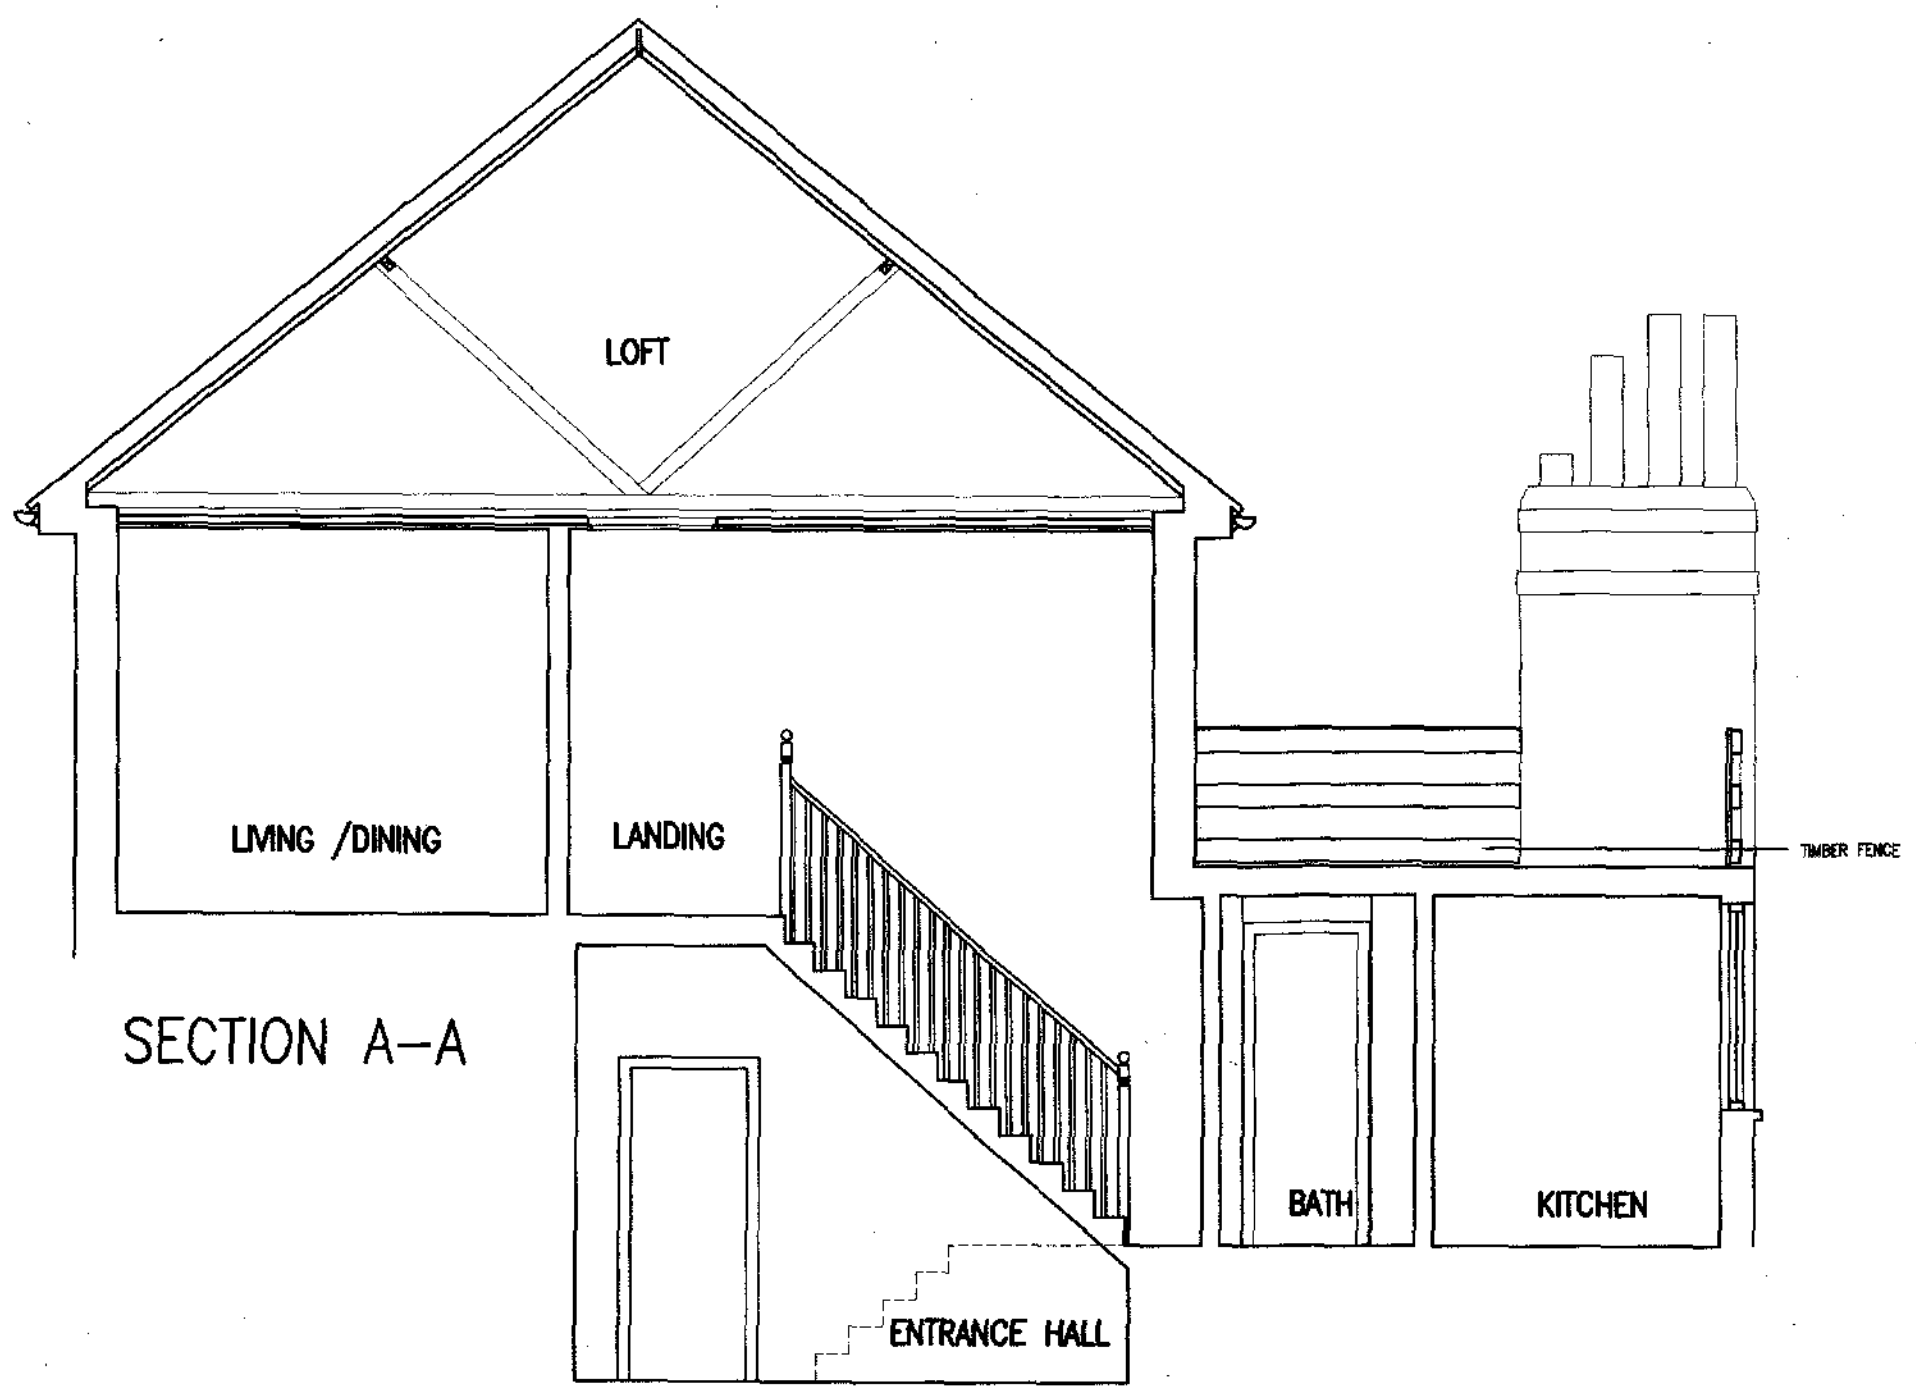 LOFT
LIVING /DINING
LANDING
TIMBER FENCE
SECTION A-A
BATH
KITCHEN
ENTRANCE HALL